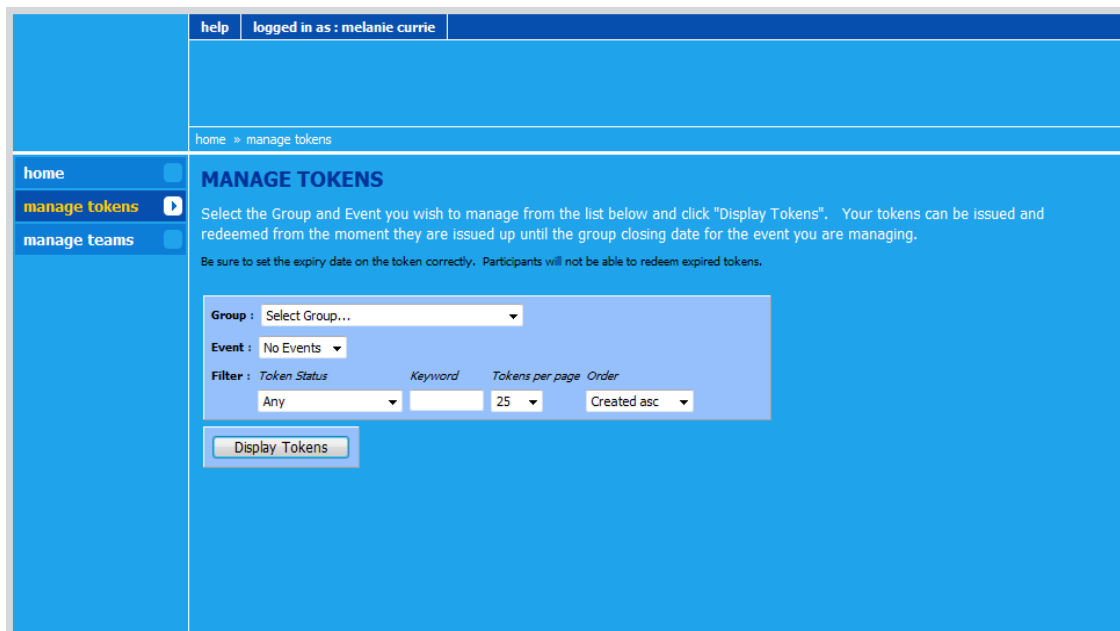 help logged in as : melanie currie
home » manage tokens
home
manage tokens
manage teams
MANAGE TOKENS
Select the Group and Event you wish to manage from the list below and click "Display Tokens". Your tokens can be issued and
redeemed from the moment they are issued up until the group closing date for the event you are managing.
Be sure to set the expiry date on the token correctly. Participants will not be able to redeem expired tokens.
Group : Select Group...
Event : No Events
Filter : Token Status Keyword Tokens per page Order
Any 25 Created asc
Display Tokens